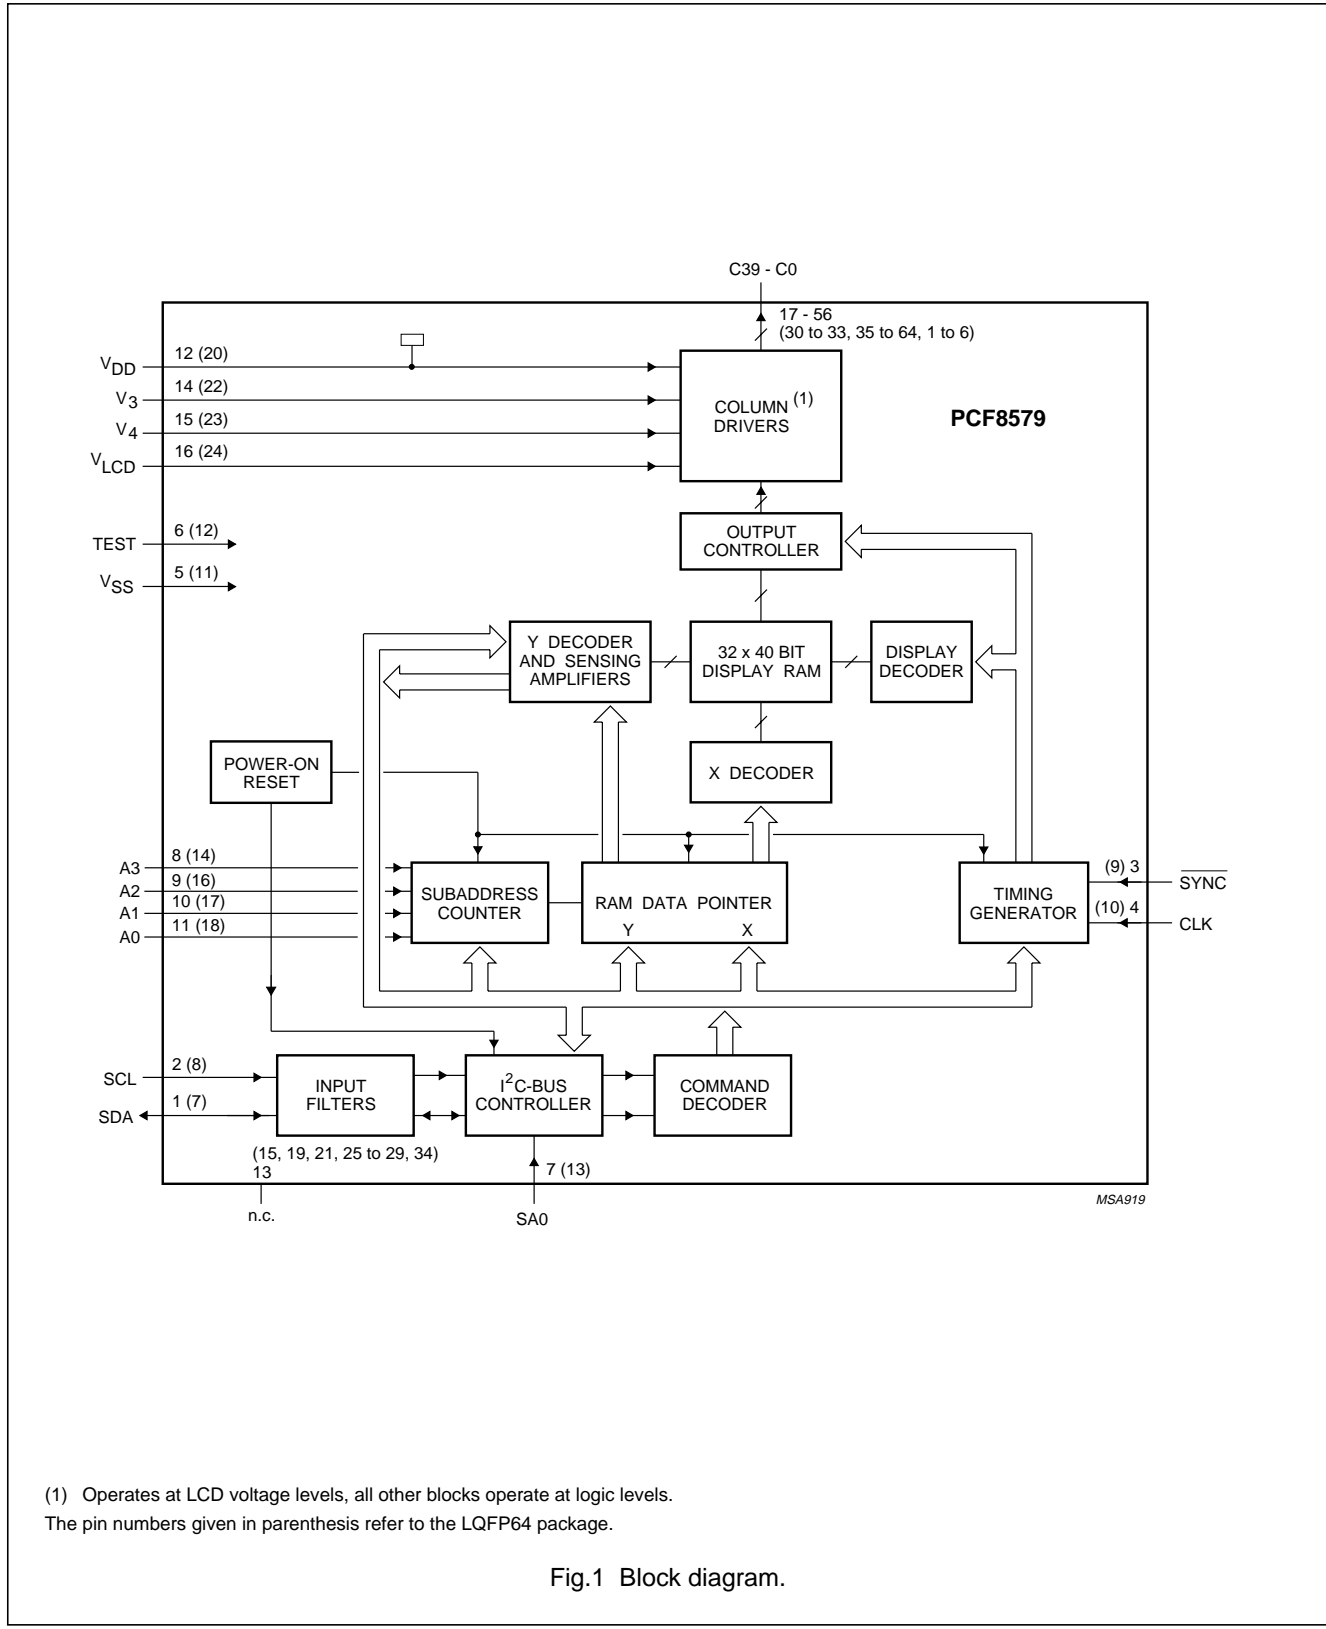 C39 - C0
17 - 56
(30 to 33, 35 to 64, 1 to 6)
VDD
12 (20)
V3
14 (22)
V4
15 (23)
VLCD
16 (24)
COLUMN (1)
DRIVERS
PCF8579
TEST
6 (12)
VSS
5 (11)
OUTPUT
CONTROLLER
Y DECODER
AND SENSING
AMPLIFIERS
32 x 40 BIT
DISPLAY RAM
DISPLAY
DECODER
POWER-ON
RESET
X DECODER
A3
8 (14)
A2
9 (16)
A1
10 (17)
A0
11 (18)
SUBADDRESS
COUNTER
RAM DATA POINTER
Y X
TIMING
GENERATOR
(9) 3
SYNC
(10) 4
CLK
SCL
2 (8)
SDA
1 (7)
INPUT
FILTERS
I2C-BUS
CONTROLLER
COMMAND
DECODER
(15, 19, 21, 25 to 29, 34)
13
n.c.
7 (13)
SA0
MSA919
(1) Operates at LCD voltage levels, all other blocks operate at logic levels.
The pin numbers given in parenthesis refer to the LQFP64 package.
Fig.1 Block diagram.